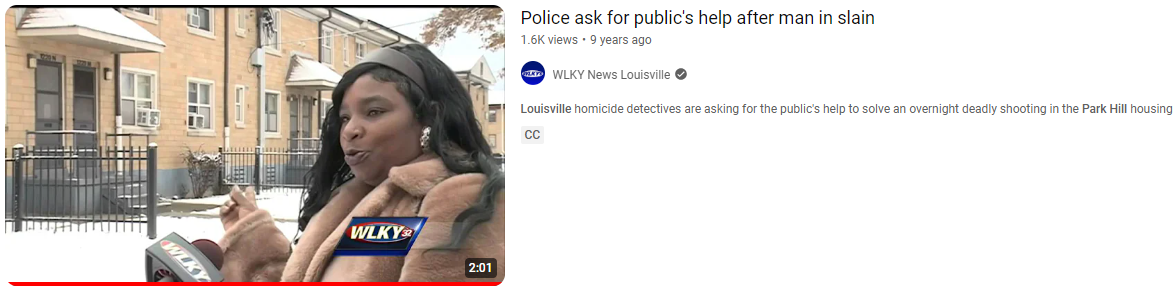 Police ask for public's help after man in slain
1.6K views • 9 years ago
WLKY News Louisville
Louisville homicide detectives are asking for the public's help to solve an overnight deadly shooting in the Park Hill housing
CC
WLKY 32
WLKY
2:01